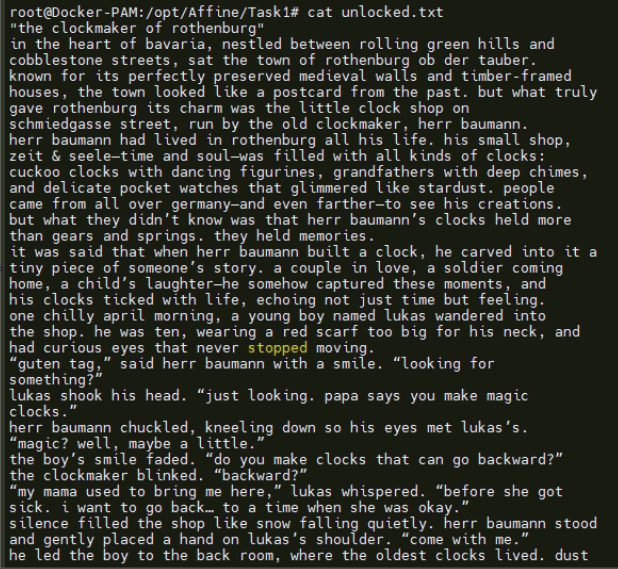 root@Docker-PAM:/opt/Affine/Task1# cat unlocked.txt
"the clockmaker of rothenburg"
in the heart of bavaria, nestled between rolling green hills and
cobblestone streets, sat the town of rothenburg ob der tauber.
known for its perfectly preserved medieval walls and timber-framed
houses, the town looked like a postcard from the past. but what truly
gave rothenburg its charm was the little clock shop on
schmiedgasse street, run by the old clockmaker, herr baumann.
herr baumann had lived in rothenburg all his life. his small shop,
zeit & seele—time and soul—was filled with all kinds of clocks:
cuckoo clocks with dancing figurines, grandfathers with deep chimes,
and delicate pocket watches that glimmered like stardust. people
came from all over germany—and even farther—to see his creations.
but what they didn’t know was that herr baumann’s clocks held more
than gears and springs. they held memories.
it was said that when herr baumann built a clock, he carved into it a
tiny piece of someone’s story. a couple in love, a soldier coming
home, a child’s laughter—he somehow captured these moments, and
his clocks ticked with life, echoing not just time but feeling.
one chilly april morning, a young boy named lukas wandered into
the shop. he was ten, wearing a red scarf too big for his neck, and
had curious eyes that never stopped moving.
“guten tag,” said herr baumann with a smile. “looking for
something?”
lukas shook his head. “just looking. papa says you make magic
clocks.”
herr baumann chuckled, kneeling down so his eyes met lukas’s.
“magic? well, maybe a little.”
the boy’s smile faded. “do you make clocks that can go backward?”
the clockmaker blinked. “backward?”
“my mama used to bring me here,” lukas whispered. “before she got
sick. i want to go back… to a time when she was okay.”
silence filled the shop like snow falling quietly. herr baumann stood
and gently placed a hand on lukas’s shoulder. “come with me.”
he led the boy to the back room, where the oldest clocks lived. dust